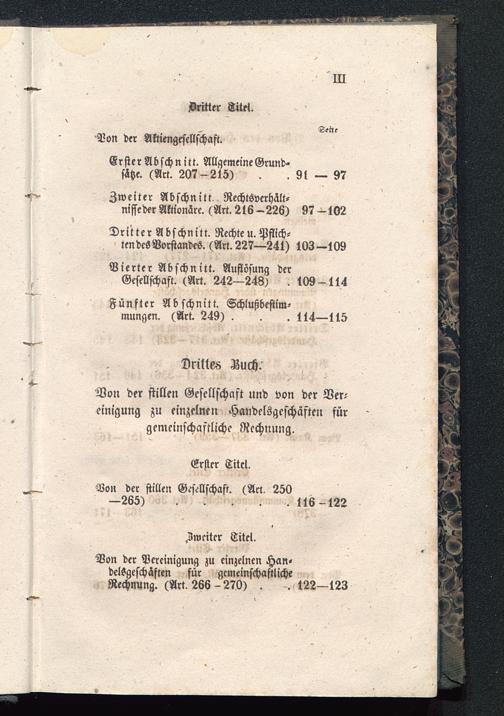 III
Dritter Titel.
Seite
Von der Aktiengesellschaft.
Erster Abschnitt. Allgemeine Grund-
sätze. (Art. 207—215) . . 91 — 97
Zweiter Abschnitt. Rechtsverhält-
nisse der Aktionäre. (Art. 216—226) 97—102
Dritter Abschnitt. Rechte u. Pflich-
ten des Vorstandes. (Art. 227—241) 103—109
Vierter Abschnitt. Auflösung der
Gesellschaft. (Art. 242—248) . 109—114
Fünfter Abschnitt. Schlußbestim-
mungen. (Art. 249) . . . 114—115
Drittes Buch.
Von der stillen Gesellschaft und von der Ver-
einigung zu einzelnen Handelsgeschäften für
gemeinschaftliche Rechnung.
Erster Titel.
Von der stillen Gesellschaft. (Art. 250
—265) . . . . 116—122
Zweiter Titel.
Von der Vereinigung zu einzelnen Han-
delsgeschäften für gemeinschaftliche
Rechnung. (Art. 266—270) . . 122—123